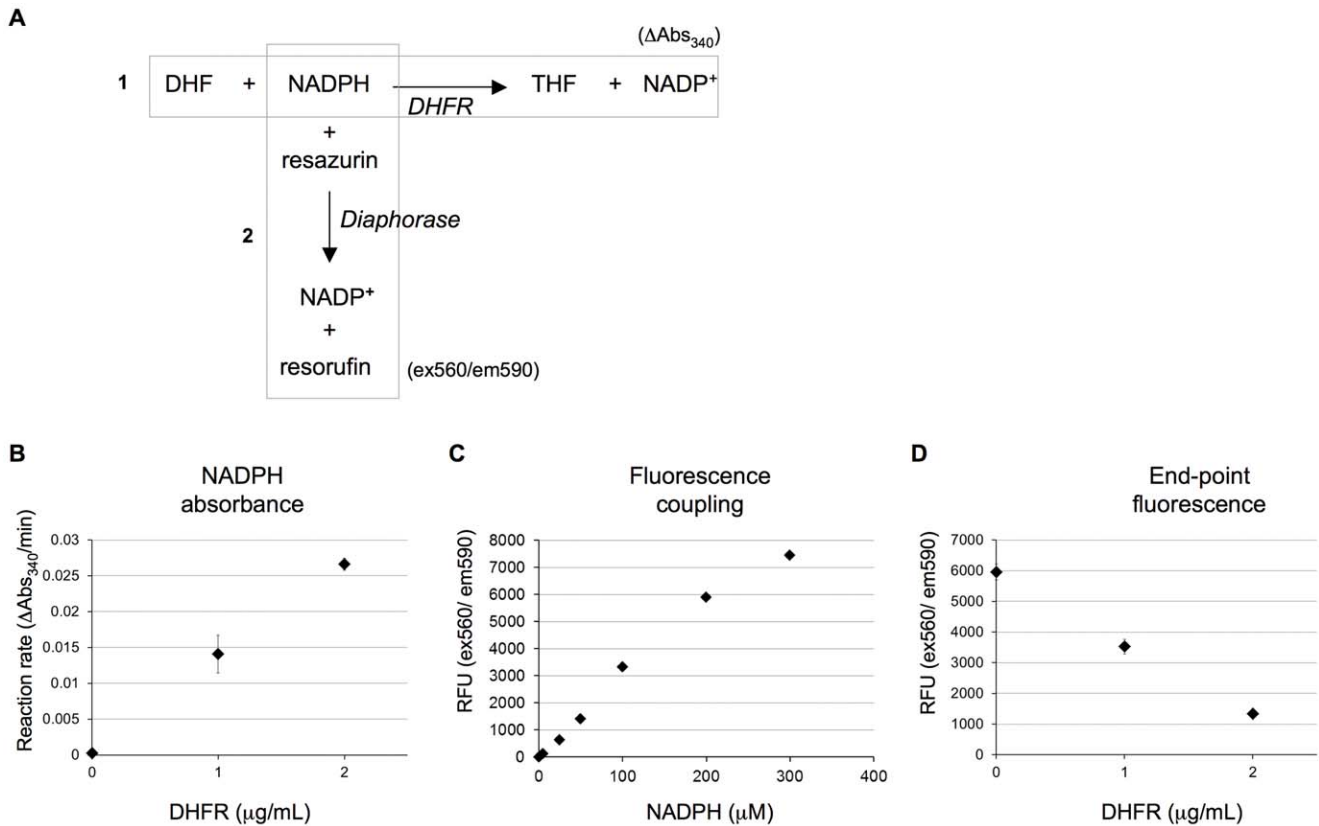 A
(ΔAbs₃₄₀)
1 DHF + NADPH THF + NADP⁺
DHFR
+
resazurin
2 Diaphorase
NADP⁺
+
resorufin (ex560/em590)
B
NADPH
absorbance
Reaction rate (ΔAbs₃₄₀/min)
0.03
0.025
0.02
0.015
0.01
0.005
0
0 1 2
DHFR (μg/mL)
C
Fluorescence
coupling
RFU (ex560/ em590)
8000
7000
6000
5000
4000
3000
2000
1000
0
0 100 200 300 400
NADPH (μM)
D
End-point
fluorescence
RFU (ex560/ em590)
7000
6000
5000
4000
3000
2000
1000
0
0 1 2
DHFR (μg/mL)